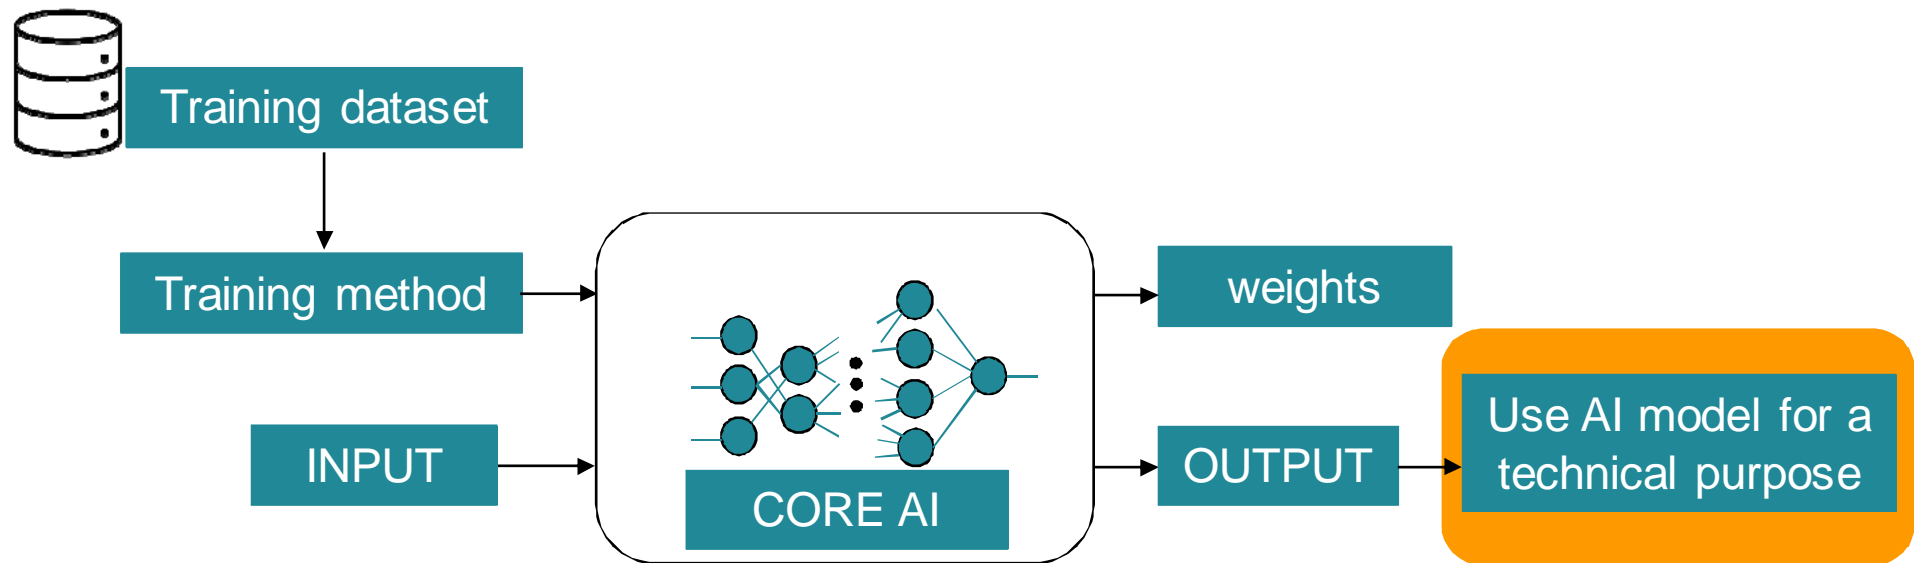 Training dataset
Training method
weights
INPUT
CORE AI
OUTPUT
Use AI model for a
technical purpose